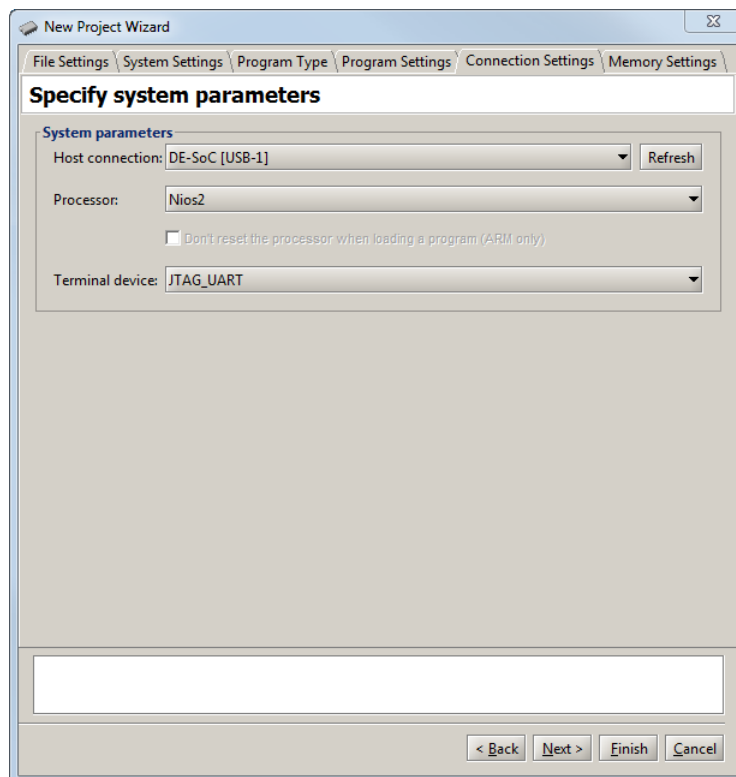 New Project Wizard
File Settings System Settings Program Type Program Settings Connection Settings Memory Settings
Specify system parameters
System parameters
Host connection: DE-SoC [USB-1] Refresh
Processor: Nios2
Don't reset the processor when loading a program (ARM only)
Terminal device: JTAG_UART
< Back Next > Finish Cancel